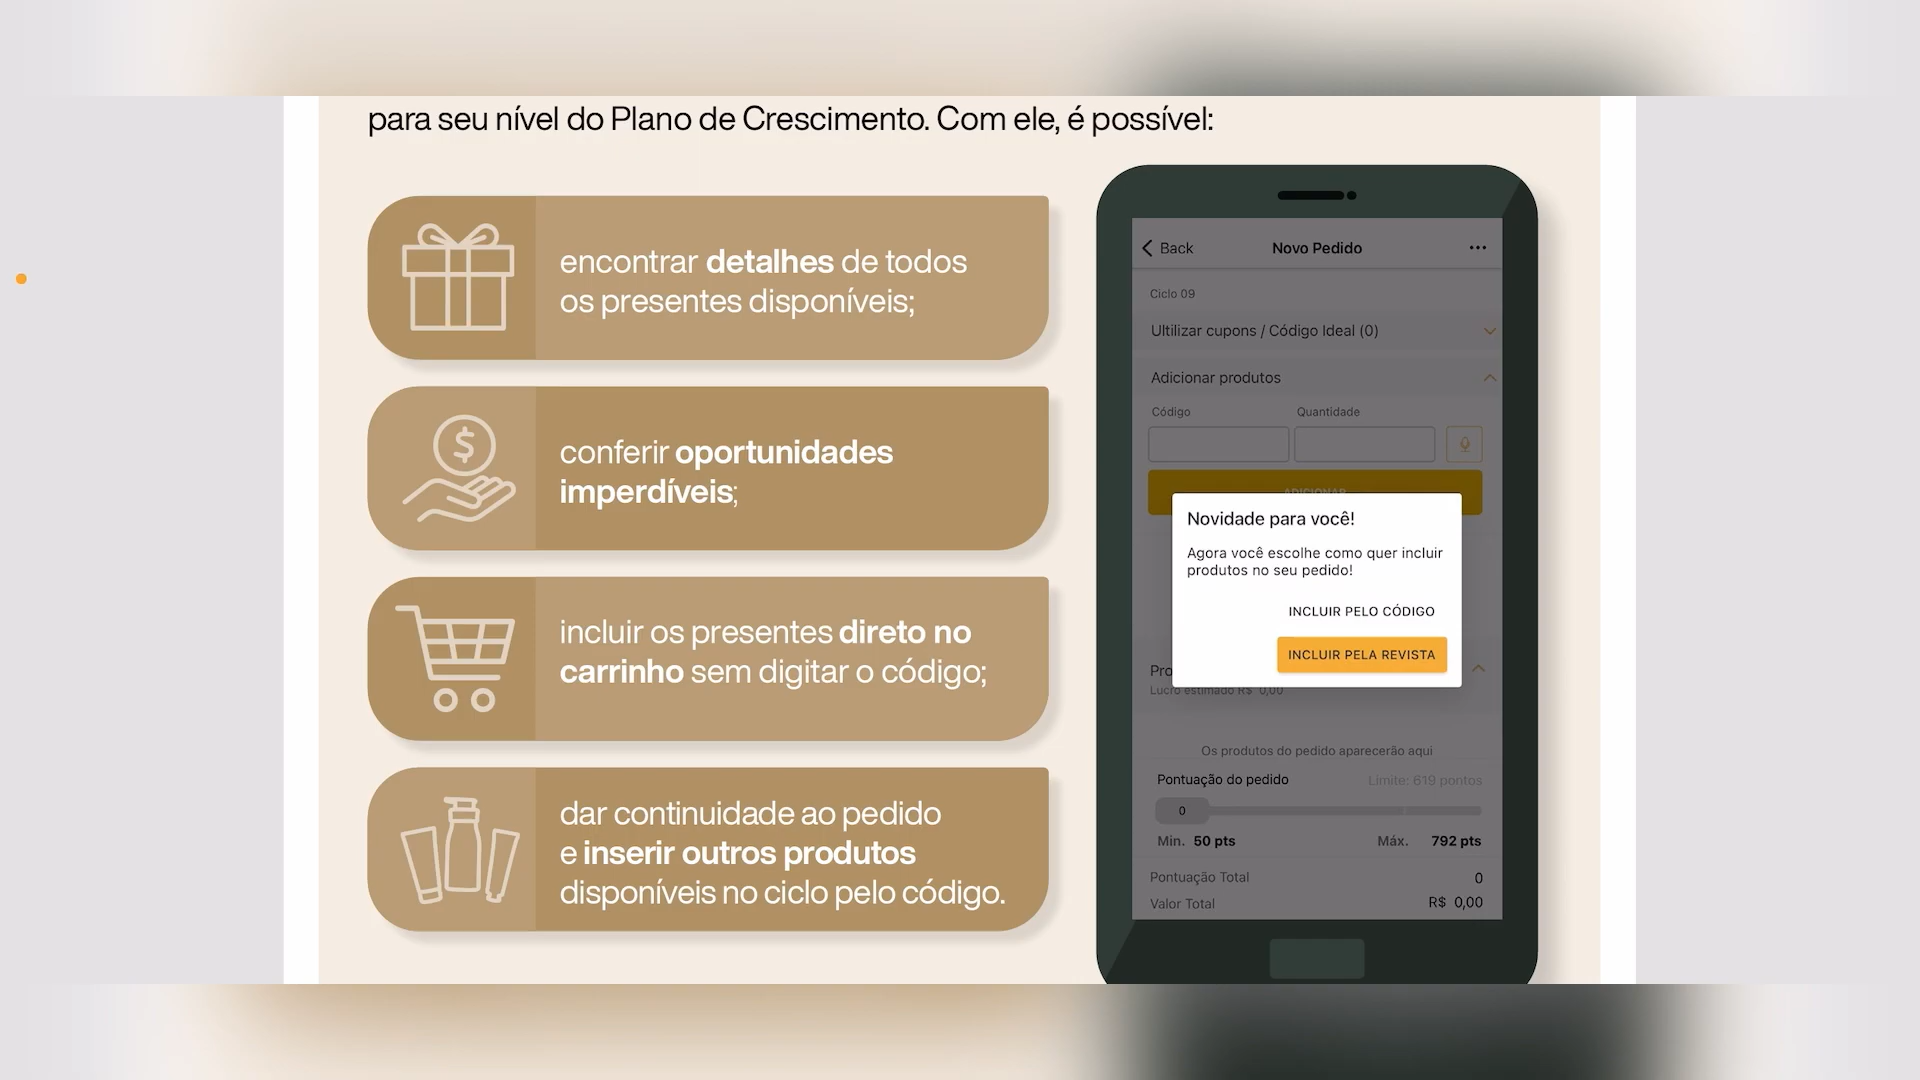 para seu nível do Plano de Crescimento. Com ele, é possível:
encontrar detalhes de todos
os presentes disponíveis;
conferir oportunidades
imperdíveis;
incluir os presentes direto no
carrinho sem digitar o código;
dar continuidade ao pedido
e inserir outros produtos
disponíveis no ciclo pelo código.
Back
Novo Pedido
Ciclo 09
Ultilizar cupons / Código Ideal (0)
Adicionar produtos
Código
Quantidade
ADICIONAR
Novidade para você!
Agora você escolhe como quer incluir
produtos no seu pedido!
INCLUIR PELO CÓDIGO
INCLUIR PELA REVISTA
Pro
Lucro estimado R$ 0,00
Os produtos do pedido aparecerão aqui
Pontuação do pedido
Limite: 619 pontos
0
Min. 50 pts
Máx. 792 pts
Pontuação Total
0
Valor Total
R$ 0,00